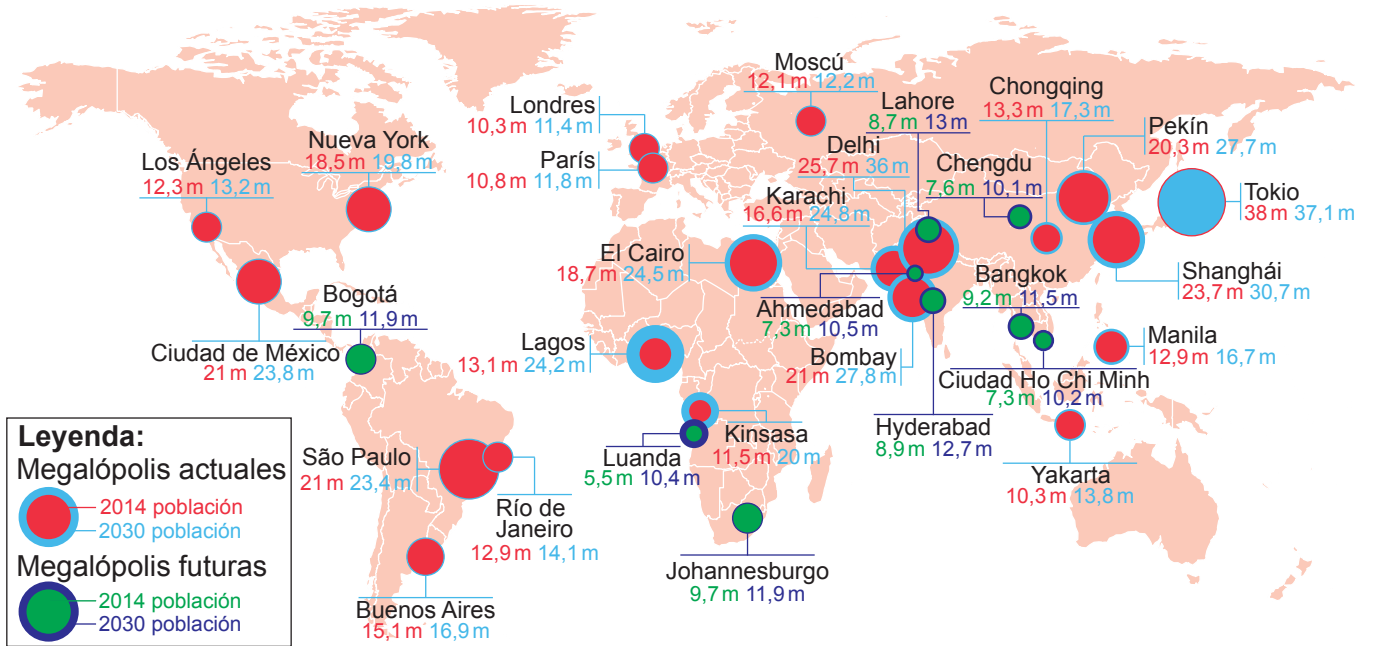 Moscú
12,1 m 12,2 m
Londres
10,3 m 11,4 m
París
10,8 m 11,8 m
Nueva York
18,5 m 19,8 m
Los Ángeles
12,3 m 13,2 m
Lahore
8,7 m 13 m
Delhi
25,7 m 36 m
Karachi
16,6 m 24,8 m
Chongqing
13,3 m 17,3 m
Chengdu
7,6 m 10,1 m
Pekín
20,3 m 27,7 m
Tokio
38 m 37,1 m
Shanghái
23,7 m 30,7 m
El Cairo
18,7 m 24,5 m
Bogotá
9,7 m 11,9 m
Ciudad de México
21 m 23,8 m
Lagos
13,1 m 24,2 m
Ahmedabad
7,3 m 10,5 m
Bombay
21 m 27,8 m
Bangkok
9,2 m 11,5 m
Manila
12,9 m 16,7 m
Ciudad Ho Chi Minh
7,3 m 10,2 m
Hyderabad
8,9 m 12,7 m
Yakarta
10,3 m 13,8 m
Kinsasa
11,5 m 20 m
Luanda
5,5 m 10,4 m
São Paulo
21 m 23,4 m
Río de
Janeiro
12,9 m 14,1 m
Johannesburgo
9,7 m 11,9 m
Buenos Aires
15,1 m 16,9 m
Leyenda:
Megalópolis actuales
2014 población
2030 población
Megalópolis futuras
2014 población
2030 población